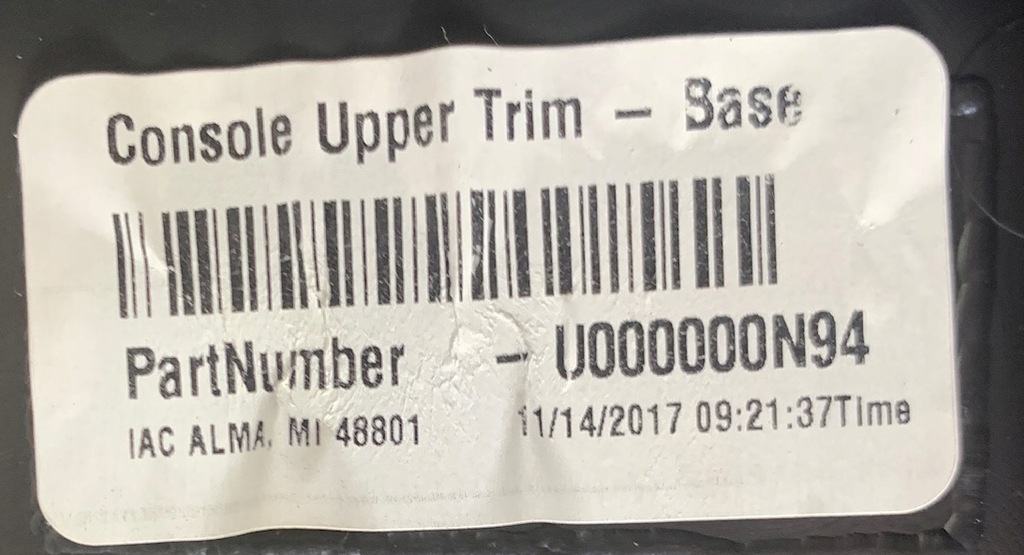 Console Upper Trim – Base
PartNumber – U000000N94
IAC ALMA, MI 48801 11/14/2017 09:21:37Time